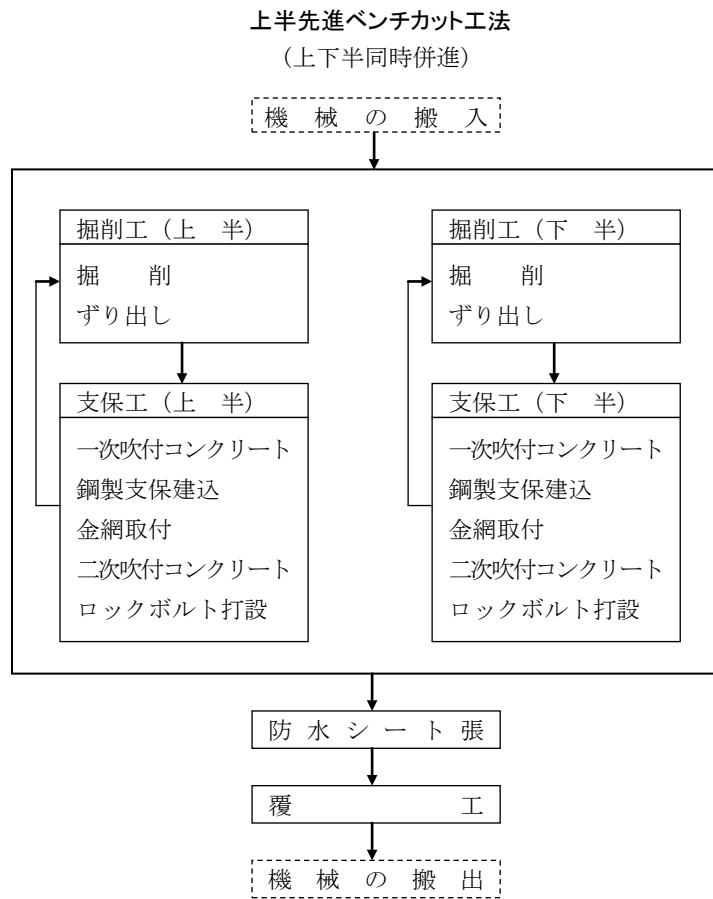 上半先進ベンチカット工法
（上下半同時併進）
機械の搬入
掘削工（上　半）
掘　削
ずり出し
支保工（上　半）
一次吹付コンクリート
鋼製支保建込
金網取付
二次吹付コンクリート
ロックボルト打設
掘削工（下　半）
掘　削
ずり出し
支保工（下　半）
一次吹付コンクリート
鋼製支保建込
金網取付
二次吹付コンクリート
ロックボルト打設
防水シート張
覆工
機械の搬出